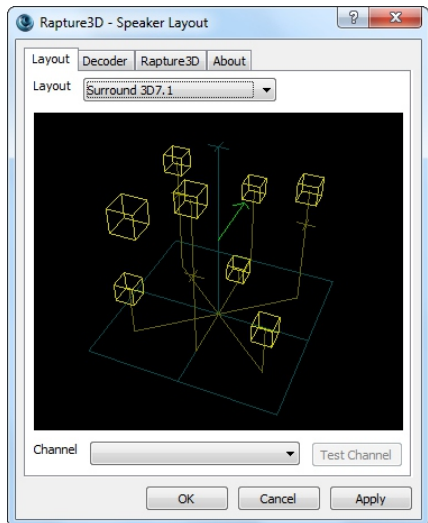 Rapture3D - Speaker Layout
Layout Decoder Rapture3D About
Layout Surround 3D7.1
Channel Test Channel
OK Cancel Apply